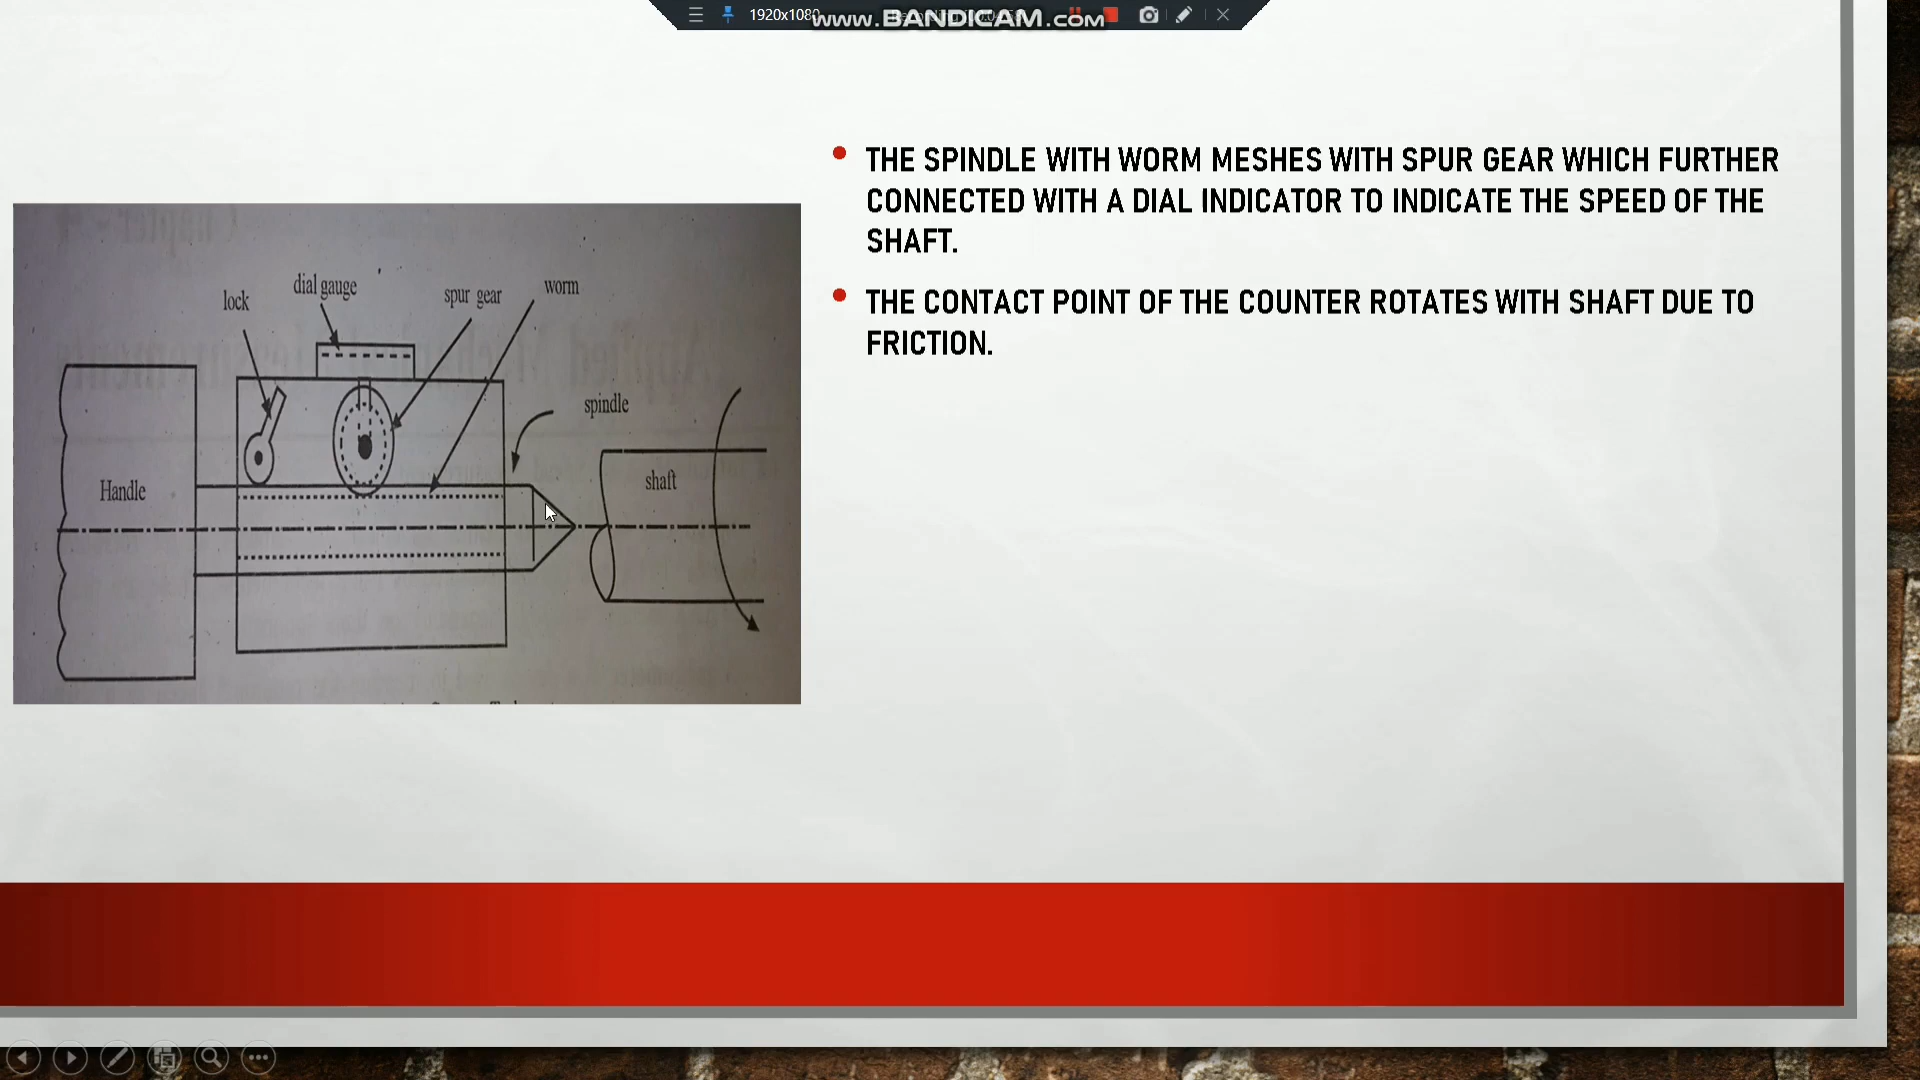 1920x1080
www.BANDICAM.com
THE SPINDLE WITH WORM MESHES WITH SPUR GEAR WHICH FURTHER
CONNECTED WITH A DIAL INDICATOR TO INDICATE THE SPEED OF THE
SHAFT.
THE CONTACT POINT OF THE COUNTER ROTATES WITH SHAFT DUE TO
FRICTION.
lock
dial gauge
spur gear
worm
spindle
Handle
shaft